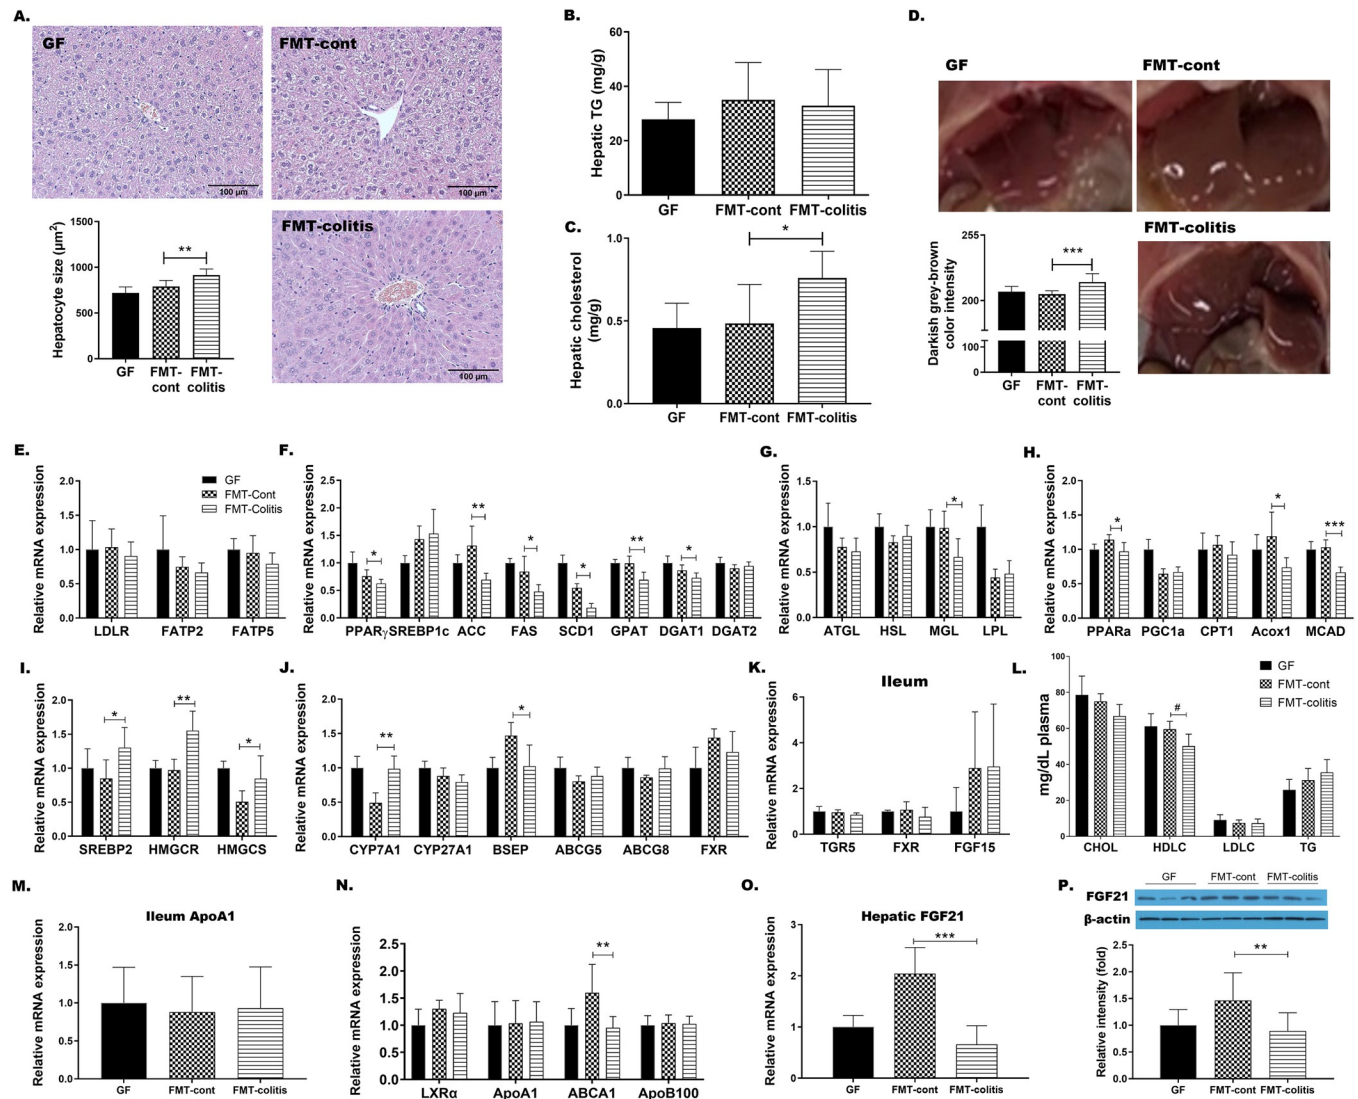 A.
GF
100 µm
FMT-cont
100 µm
FMT-colitis
100 µm
Hepatocyte size (µm²)
1500
1000
500
0
**
GF
FMT-
cont
FMT-
colitis
B.
Hepatic TG (mg/g)
60
40
20
0
GF
FMT-cont
FMT-colitis
C.
Hepatic cholesterol
(mg/g)
1.0
0.5
0.0
*
GF
FMT-cont
FMT-colitis
D.
GF
FMT-cont
FMT-colitis
Darkish grey-brown
color intensity
255
200
100
0
***
GF
FMT-
cont
FMT-
colitis
E.
Relative mRNA expression
2.0
1.5
1.0
0.5
0.0
GF
FMT-Cont
FMT-Colitis
LDLR FATP2 FATP5
F.
Relative mRNA expression
2.5
2.0
1.5
1.0
0.5
0.0
* ** * * ** *
PPARγ SREBP1c ACC FAS SCD1 GPAT DGAT1 DGAT2
G.
Relative mRNA expression
1.5
1.0
0.5
0.0
*
ATGL HSL MGL LPL
H.
Relative mRNA expression
2.0
1.5
1.0
0.5
0.0
* * ***
PPARa PGC1a CPT1 Acox1 MCAD
I.
Relative mRNA expression
2.0
1.5
1.0
0.5
0.0
* ** *
SREBP2 HMGCR HMGCS
J.
Relative mRNA expression
2.0
1.5
1.0
0.5
0.0
** *
CYP7A1 CYP27A1 BSEP ABCG5 ABCG8 FXR
K.
Ileum
Relative mRNA expression
6
4
2
0
TGR5 FXR FGF15
L.
mg/dL plasma
100
80
60
40
20
0
GF
FMT-cont
FMT-colitis
#
CHOL HDLC LDLC TG
M.
Ileum ApoA1
Relative mRNA expression
2.0
1.5
1.0
0.5
0.0
GF FMT-cont FMT-colitis
N.
Relative mRNA expression
2.5
2.0
1.5
1.0
0.5
0.0
**
LXRα ApoA1 ABCA1 ApoB100
O.
Hepatic FGF21
Relative mRNA expression
3
2
1
0
***
GF FMT-cont FMT-colitis
P.
GF FMT-cont FMT-colitis
FGF21
β-actin
Relative intensity (fold)
2.5
2.0
1.5
1.0
0.5
0.0
**
GF FMT-cont FMT-colitis